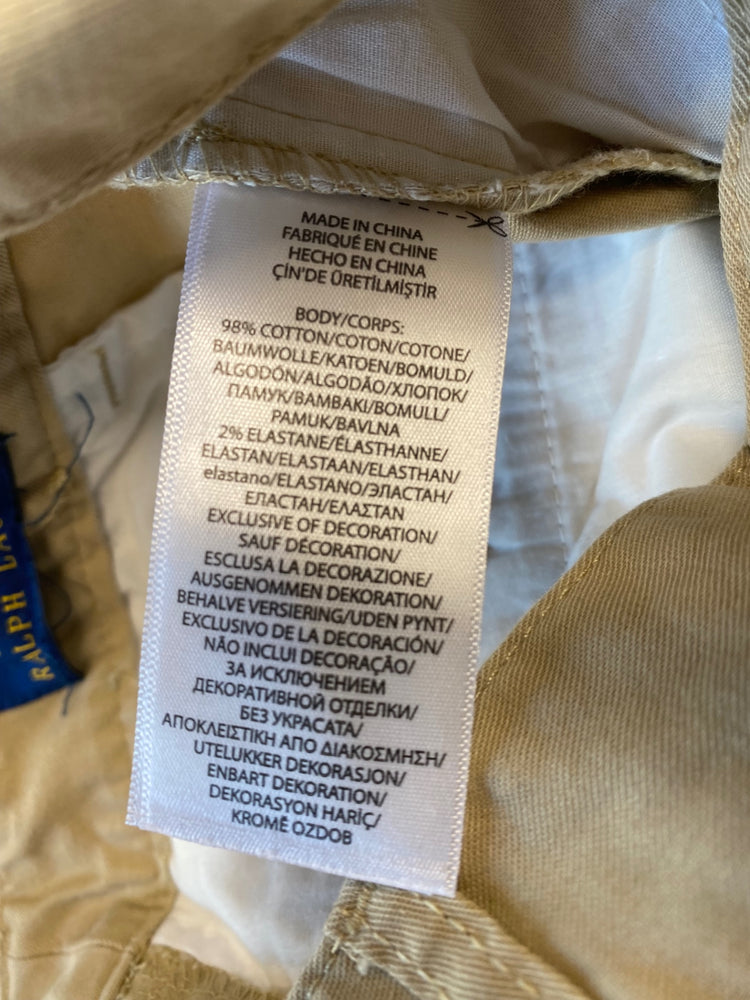 MADE IN CHINA
FABRIQUÉ EN CHINE
HECHO EN CHINA
ÇİN'DE ÜRETİLMİŞTİR
BODY/CORPS:
98% COTTON/COTON/COTONE/
BAUMWOLLE/KATOEN/BOMULD/
ALGODÓN/ALGODÃO/ХЛОПОК/
ПАМУК/ΒΑΜΒΑΚΙ/BOMULL/
PAMUK/BAVLNA
2% ELASTANE/ÉLASTHANNE/
ELASTAN/ELASTAAN/ELASTHAN/
elastano/ELASTANO/ЭЛАСТАН/
ЕЛАСТАН/ΕΛΑΣΤΑΝ
EXCLUSIVE OF DECORATION/
SAUF DÉCORATION/
ESCLUSA LA DECORAZIONE/
AUSGENOMMEN DEKORATION/
BEHALVE VERSIERING/UDEN PYNT/
EXCLUSIVO DE LA DECORACIÓN/
NÃO INCLUI DECORAÇÃO/
ЗА ИСКЛЮЧЕНИЕМ
ДЕКОРАТИВНОЙ ОТДЕЛКИ/
БЕЗ УКРАСАТА/
ΑΠΟΚΛΕΙΣΤΙΚΗ ΑΠΟ ΔΙΑΚΟΣΜΗΣΗ/
UTELUKKER DEKORASJON/
ENBART DEKORATION/
DEKORASYON HARİÇ/
KROMĚ OZDOB
RALPH